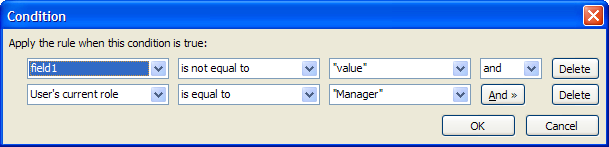 Condition
Apply the rule when this condition is true:
field1 is not equal to "value" and Delete
User's current role is equal to "Manager" And » Delete
OK Cancel